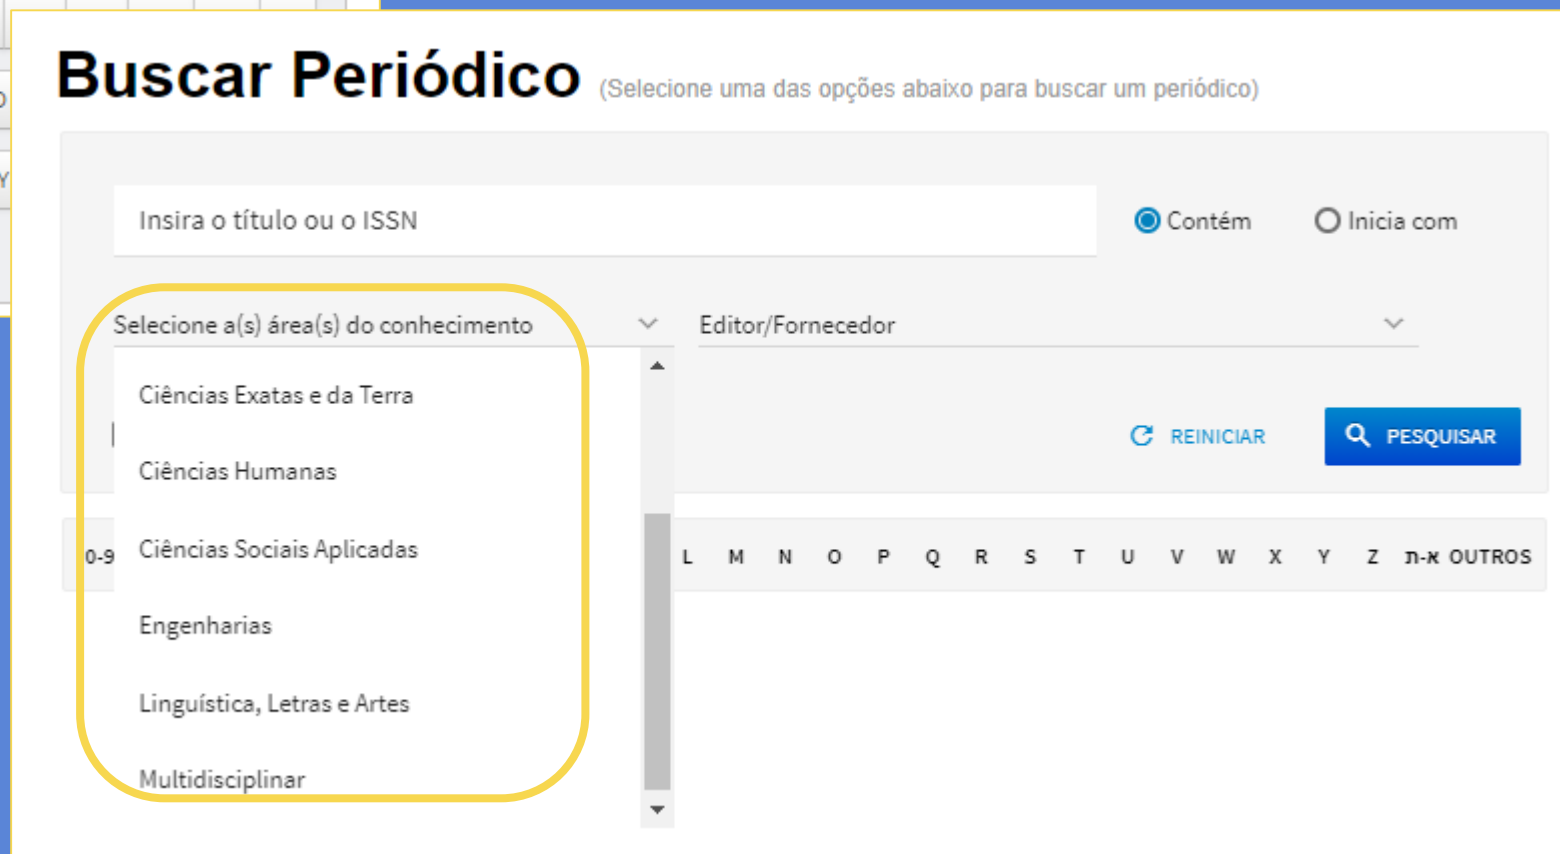 Buscar Periódico (Selecione uma das opções abaixo para buscar um periódico)
Insira o título ou o ISSN
Contém
Inicia com
Selecione a(s) área(s) do conhecimento
Editor/Fornecedor
Ciências Exatas e da Terra
Ciências Humanas
Ciências Sociais Aplicadas
Engenharias
Linguística, Letras e Artes
Multidisciplinar
REINICIAR
PESQUISAR
0-9 L M N O P Q R S T U V W X Y Z א-ת OUTROS